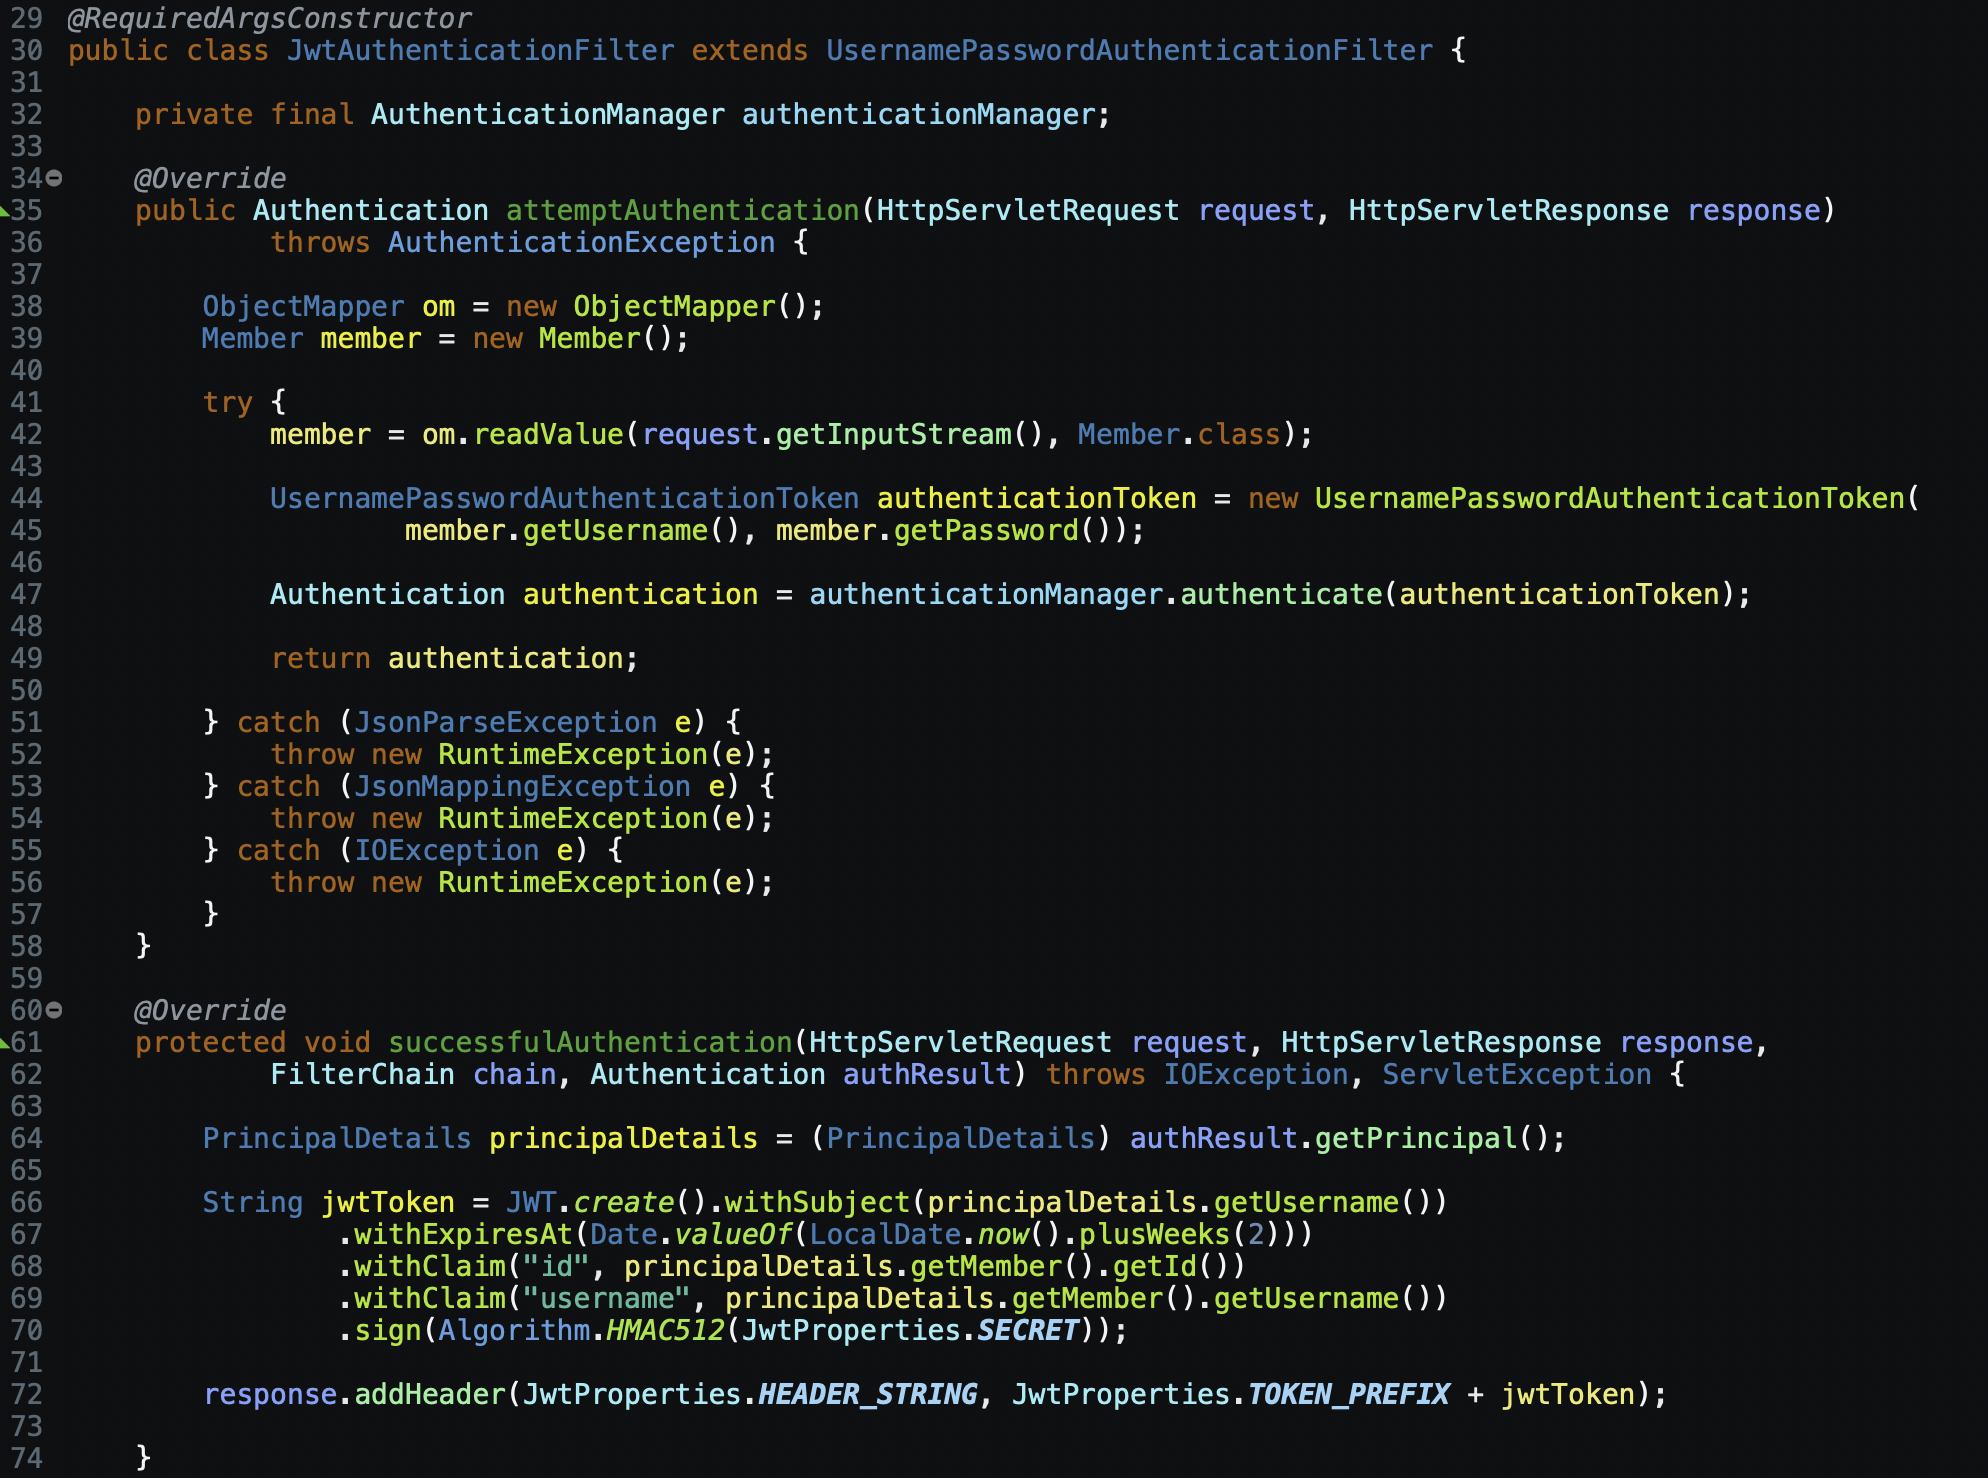 29 @RequiredArgsConstructor
30 public class JwtAuthenticationFilter extends UsernamePasswordAuthenticationFilter {
31
32     private final AuthenticationManager authenticationManager;
33
34     @Override
35     public Authentication attemptAuthentication(HttpServletRequest request, HttpServletResponse response)
36             throws AuthenticationException {
37
38         ObjectMapper om = new ObjectMapper();
39         Member member = new Member();
40
41         try {
42             member = om.readValue(request.getInputStream(), Member.class);
43
44             UsernamePasswordAuthenticationToken authenticationToken = new UsernamePasswordAuthenticationToken(
45                     member.getUsername(), member.getPassword());
46
47             Authentication authentication = authenticationManager.authenticate(authenticationToken);
48
49             return authentication;
50
51         } catch (JsonParseException e) {
52             throw new RuntimeException(e);
53         } catch (JsonMappingException e) {
54             throw new RuntimeException(e);
55         } catch (IOException e) {
56             throw new RuntimeException(e);
57         }
58     }
59
60     @Override
61     protected void successfulAuthentication(HttpServletRequest request, HttpServletResponse response,
62             FilterChain chain, Authentication authResult) throws IOException, ServletException {
63
64         PrincipalDetails principalDetails = (PrincipalDetails) authResult.getPrincipal();
65
66         String jwtToken = JWT.create().withSubject(principalDetails.getUsername())
67                 .withExpiresAt(Date.valueOf(LocalDate.now().plusWeeks(2)))
68                 .withClaim("id", principalDetails.getMember().getId())
69                 .withClaim("username", principalDetails.getMember().getUsername())
70                 .sign(Algorithm.HMAC512(JwtProperties.SECRET));
71
72         response.addHeader(JwtProperties.HEADER_STRING, JwtProperties.TOKEN_PREFIX + jwtToken);
73
74     }